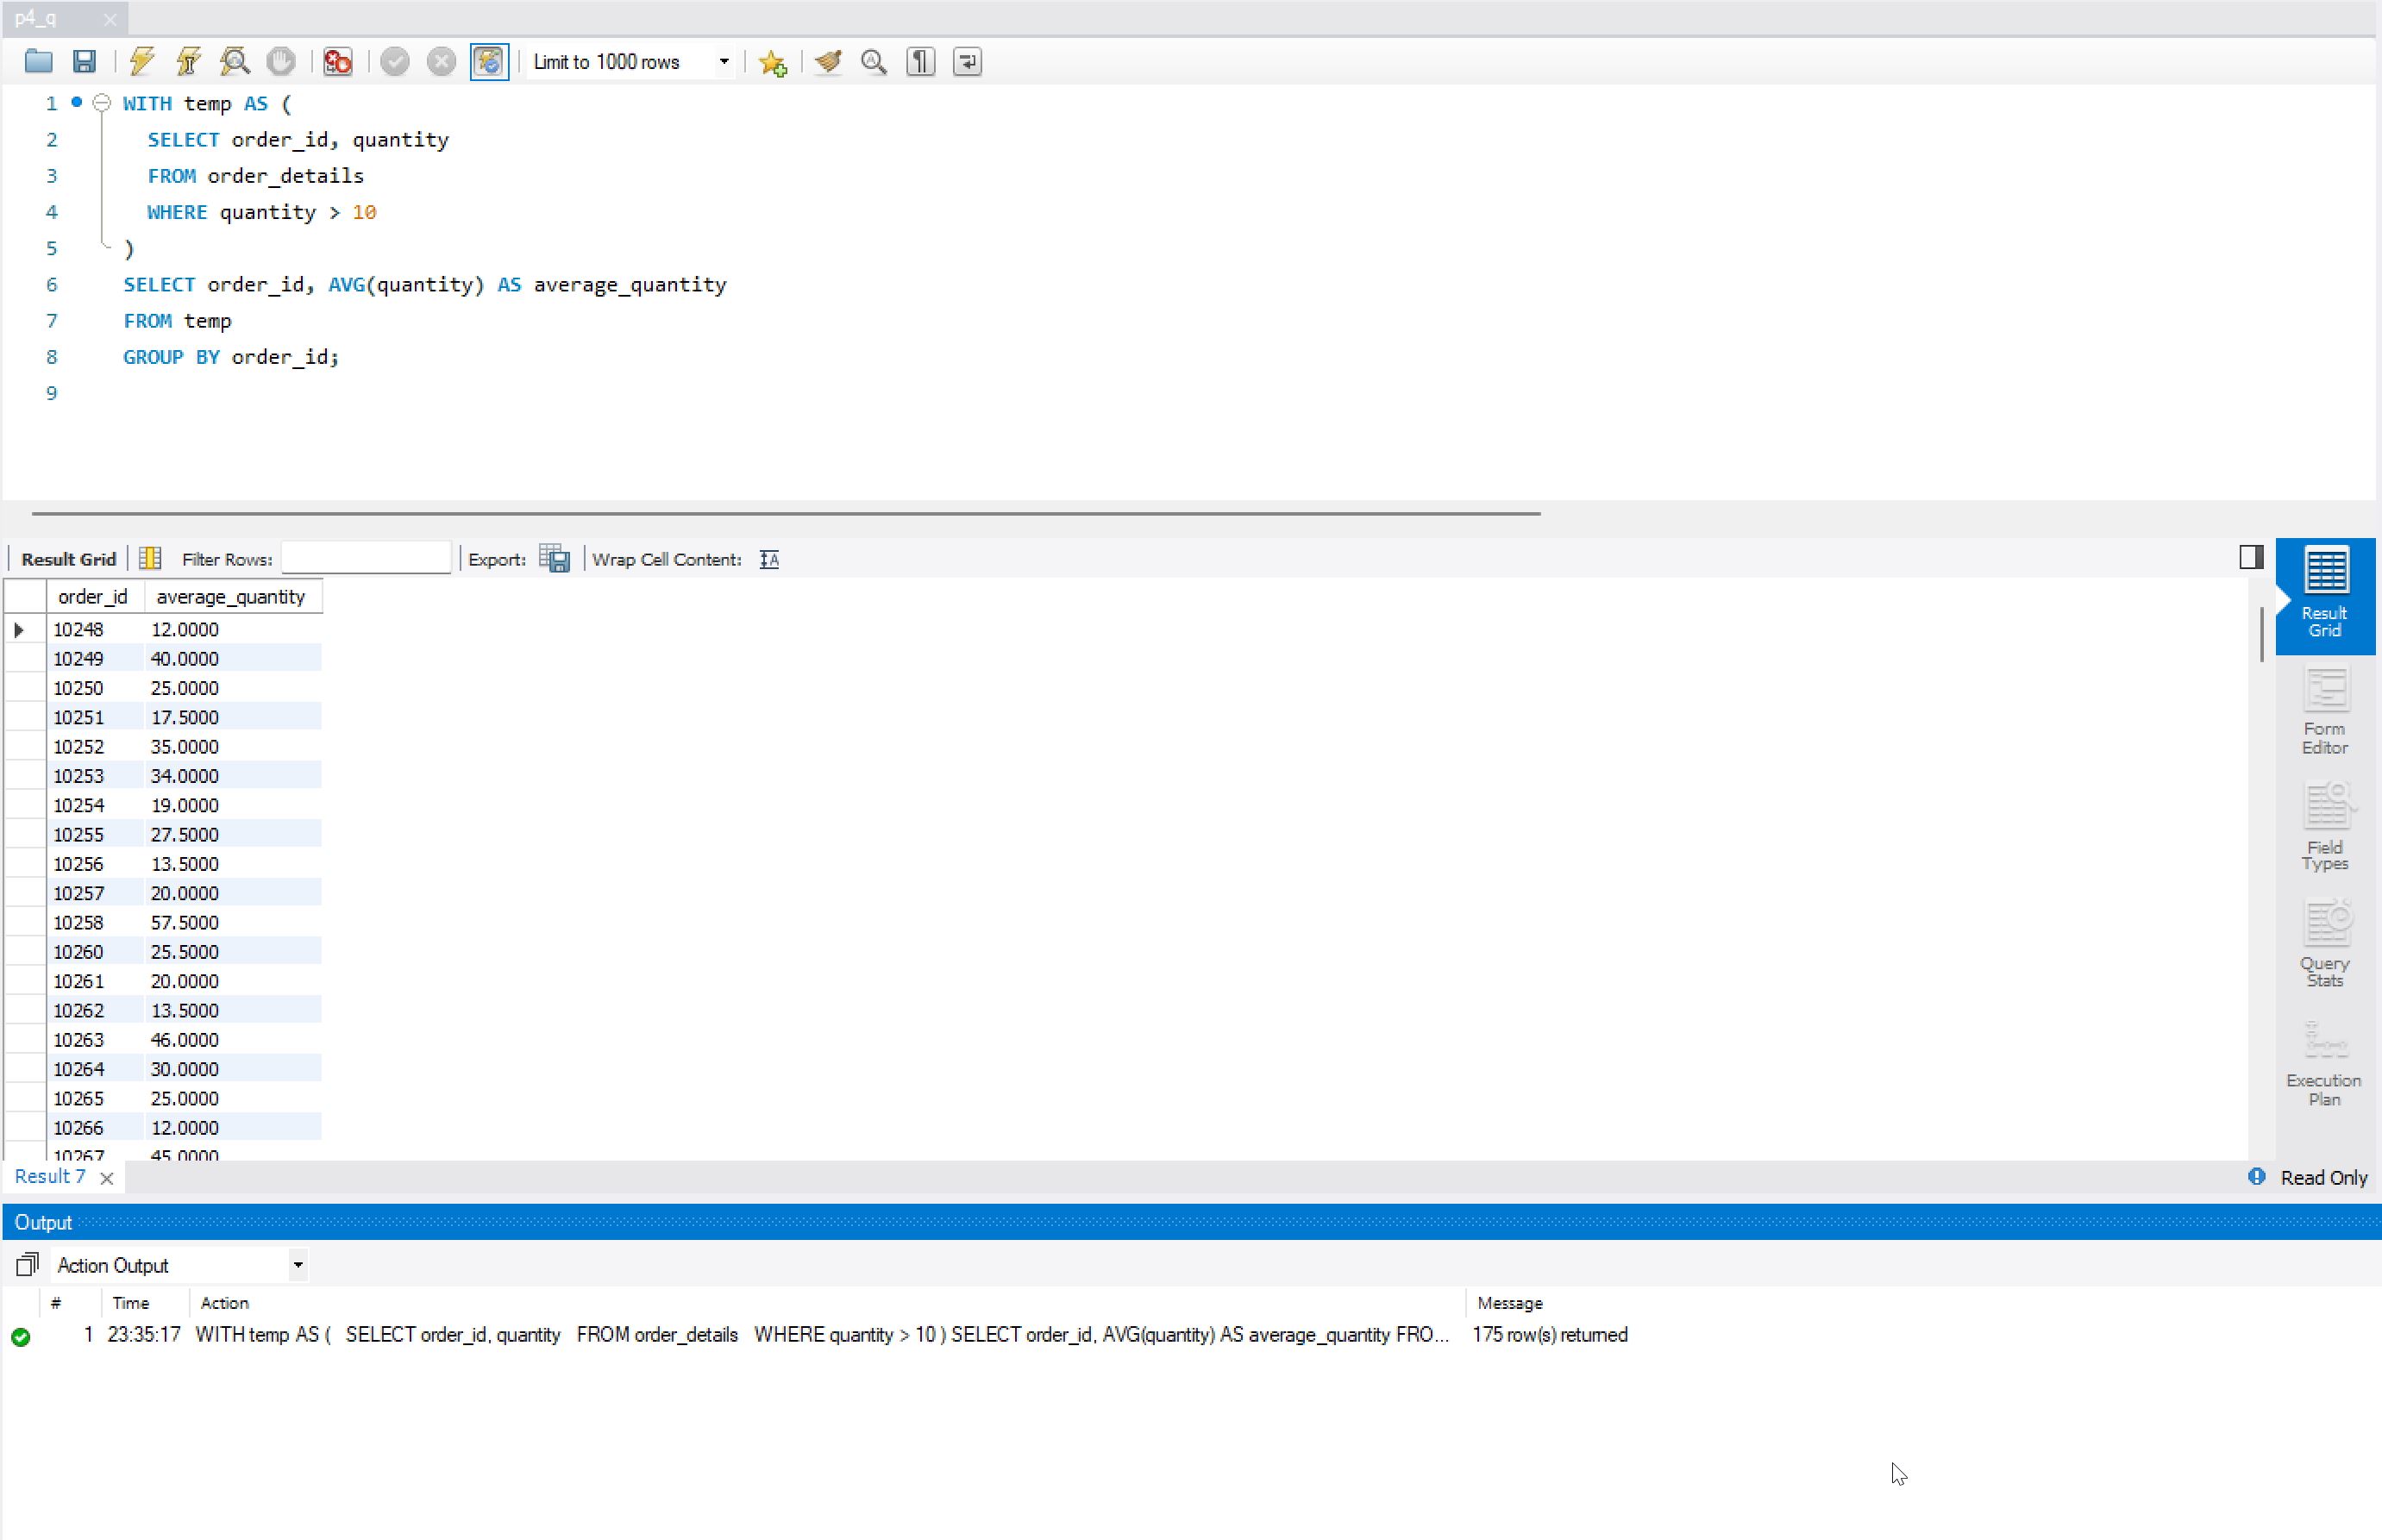 p4_q
Limit to 1000 rows
1 WITH temp AS (
2 SELECT order_id, quantity
3 FROM order_details
4 WHERE quantity > 10
5 )
6 SELECT order_id, AVG(quantity) AS average_quantity
7 FROM temp
8 GROUP BY order_id;
9
Result Grid Filter Rows: Export: Wrap Cell Content:
order_id average_quantity
10248 12.0000
10249 40.0000
10250 25.0000
10251 17.5000
10252 35.0000
10253 34.0000
10254 19.0000
10255 27.5000
10256 13.5000
10257 20.0000
10258 57.5000
10260 25.5000
10261 20.0000
10262 13.5000
10263 46.0000
10264 30.0000
10265 25.0000
10266 12.0000
10267 45.0000
Result
Grid
Form
Editor
Field
Types
Query
Stats
Execution
Plan
Result 7 Read Only
Output
Action Output
# Time Action Message
1 23:35:17 WITH temp AS ( SELECT order_id, quantity FROM order_details WHERE quantity > 10 ) SELECT order_id, AVG(quantity) AS average_quantity FRO... 175 row(s) returned